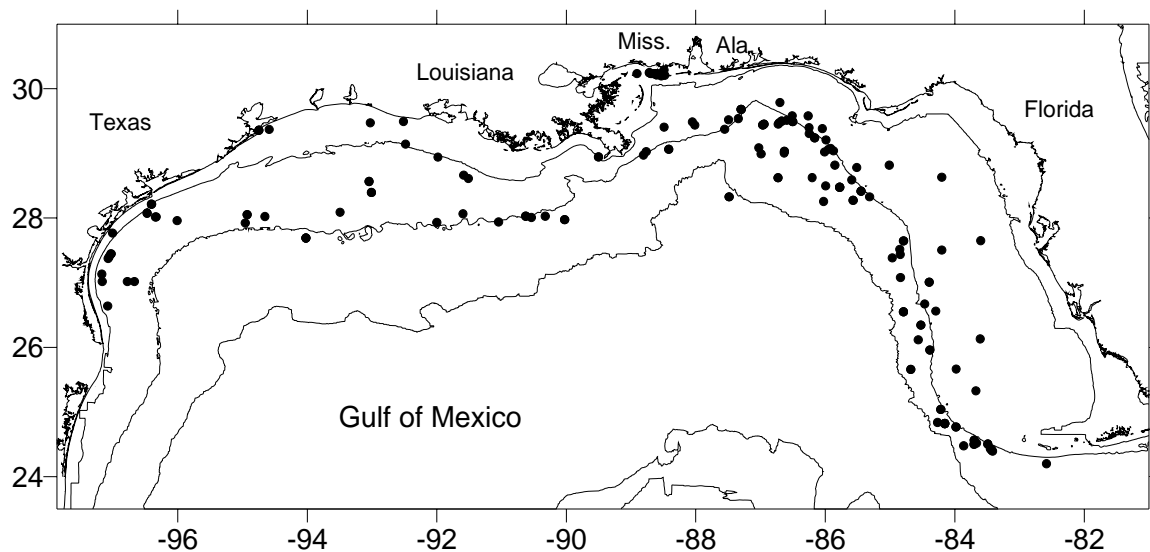 Miss.
Ala.
30
Louisiana
Texas
Florida
28
26
Gulf of Mexico
24
-96 -94 -92 -90 -88 -86 -84 -82